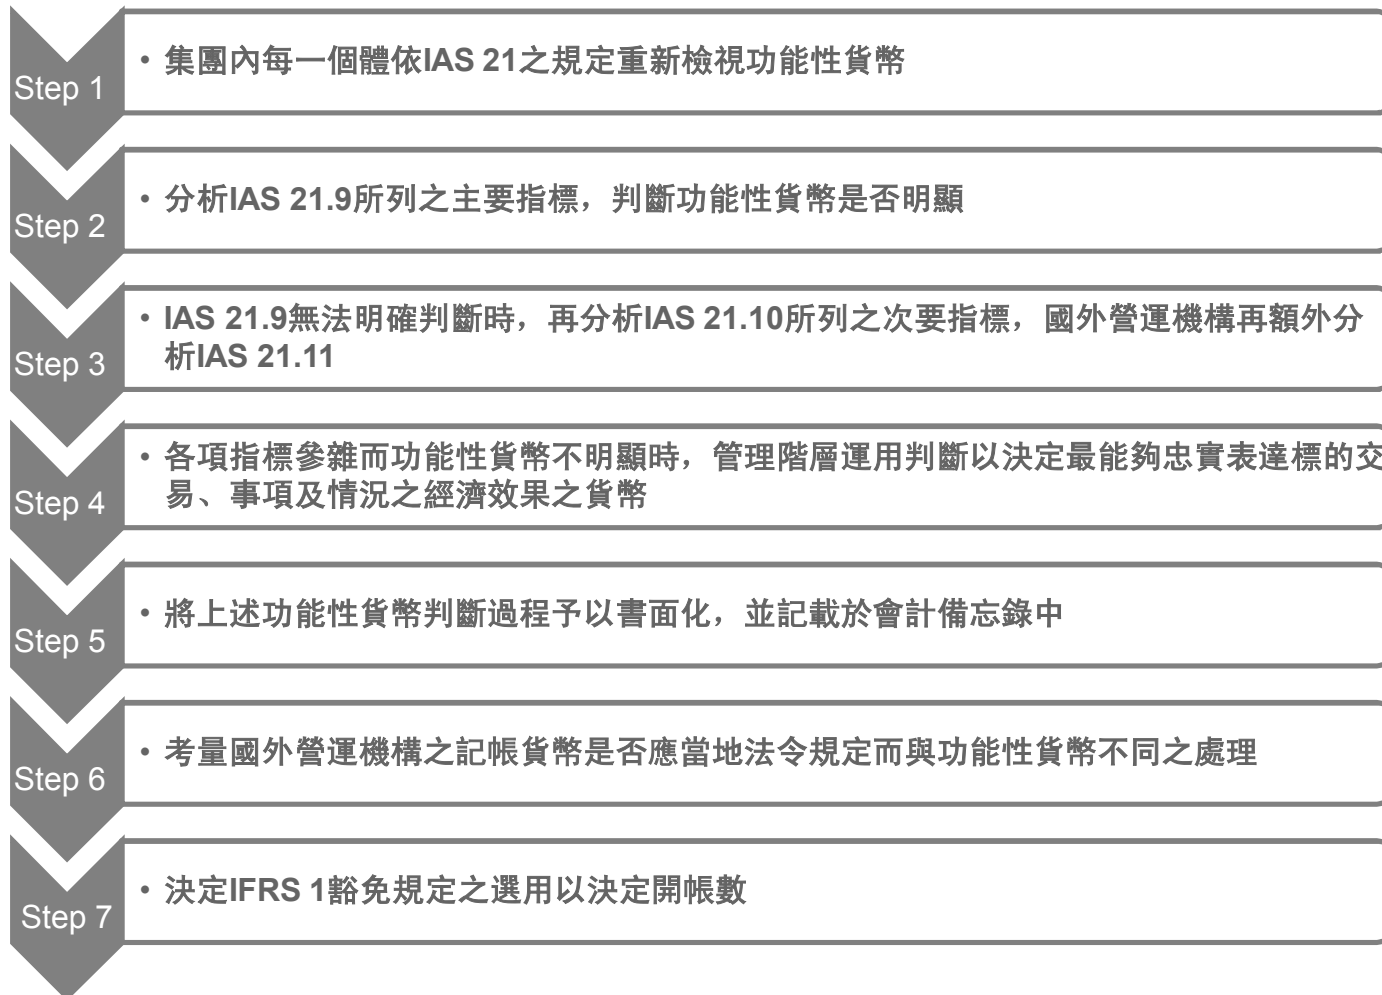 Step 1
• 集團內每一個體依IAS 21之規定重新檢視功能性貨幣
Step 2
• 分析IAS 21.9所列之主要指標，判斷功能性貨幣是否明顯
Step 3
• IAS 21.9無法明確判斷時，再分析IAS 21.10所列之次要指標，國外營運機構再額外分
析IAS 21.11
Step 4
• 各項指標參雜而功能性貨幣不明顯時，管理階層運用判斷以決定最能夠忠實表達標的交
易、事項及情況之經濟效果之貨幣
Step 5
• 將上述功能性貨幣判斷過程予以書面化，並記載於會計備忘錄中
Step 6
• 考量國外營運機構之記帳貨幣是否應當地法令規定而與功能性貨幣不同之處理
Step 7
• 決定IFRS 1豁免規定之選用以決定開帳數